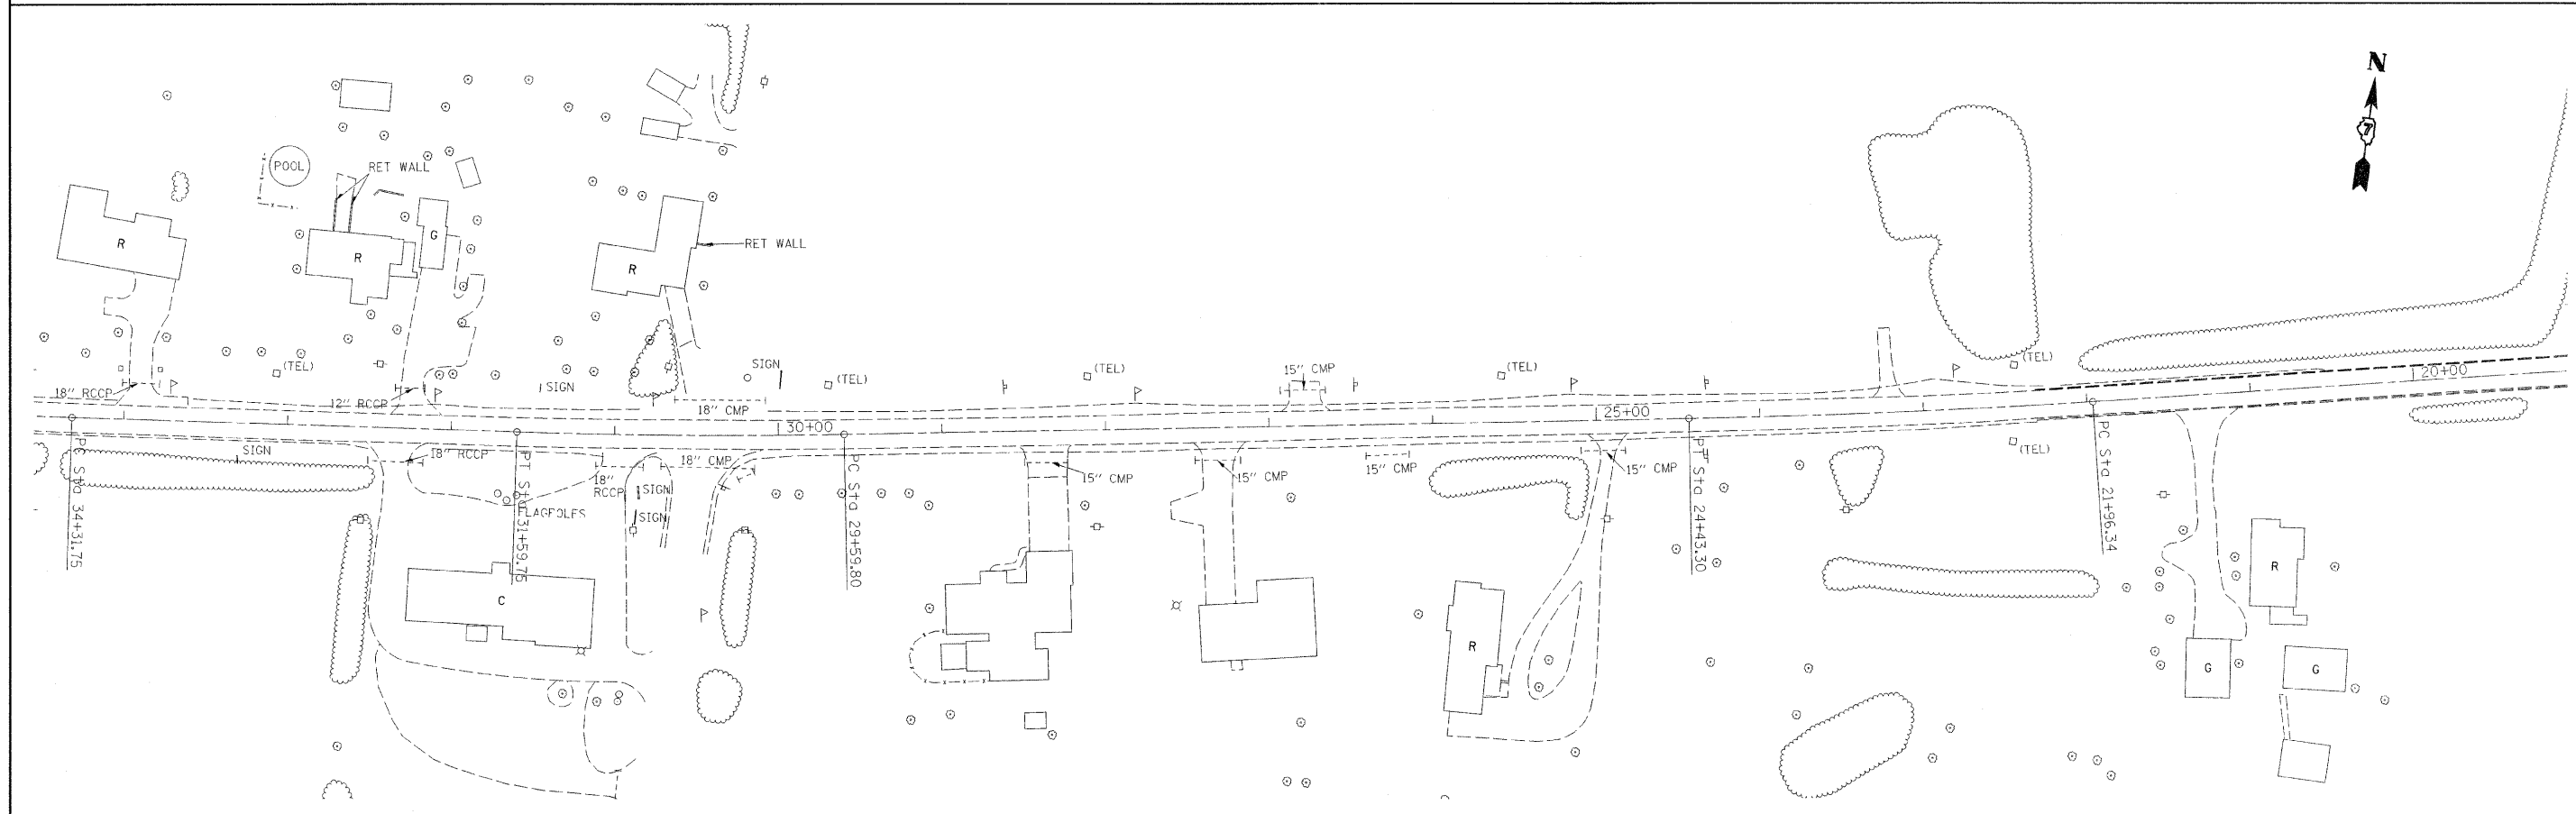 N
7
POOL
RET WALL
R
R
G
R
RET WALL
(TEL)
SIGN
(TEL)
(TEL)
15" CMP
(TEL)
(TEL)
18" RCCP
12" RCCP
SIGN
18" CMP
20+00
25+00
30+00
SIGN
18" RCCP
18" CMP
18"
RCCP
SIGN
SIGN
FLAGPOLES
15" CMP
15" CMP
15" CMP
15" CMP
(TEL)
PC Sta 34+31.75
PT Sta 31+59.75
PC Sta 29+59.80
PT Sta 24+43.30
PC Sta 21+96.34
C
R
R
G
G